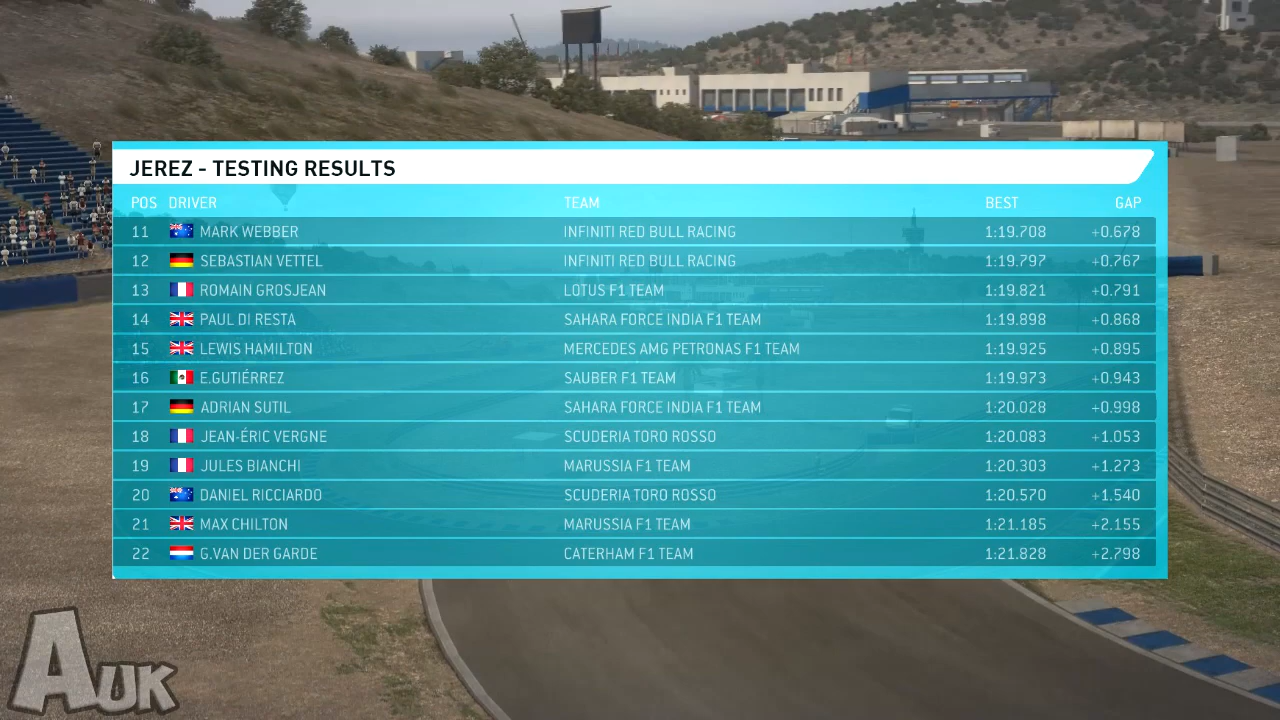 JEREZ - TESTING RESULTS
POS DRIVER TEAM BEST GAP
11 MARK WEBBER INFINITI RED BULL RACING 1:19.708 +0.678
12 SEBASTIAN VETTEL INFINITI RED BULL RACING 1:19.797 +0.767
13 ROMAIN GROSJEAN LOTUS F1 TEAM 1:19.821 +0.791
14 PAUL DI RESTA SAHARA FORCE INDIA F1 TEAM 1:19.898 +0.868
15 LEWIS HAMILTON MERCEDES AMG PETRONAS F1 TEAM 1:19.925 +0.895
16 E.GUTIÉRREZ SAUBER F1 TEAM 1:19.973 +0.943
17 ADRIAN SUTIL SAHARA FORCE INDIA F1 TEAM 1:20.028 +0.998
18 JEAN-ÉRIC VERGNE SCUDERIA TORO ROSSO 1:20.083 +1.053
19 JULES BIANCHI MARUSSIA F1 TEAM 1:20.303 +1.273
20 DANIEL RICCIARDO SCUDERIA TORO ROSSO 1:20.570 +1.540
21 MAX CHILTON MARUSSIA F1 TEAM 1:21.185 +2.155
22 G.VAN DER GARDE CATERHAM F1 TEAM 1:21.828 +2.798
AUK